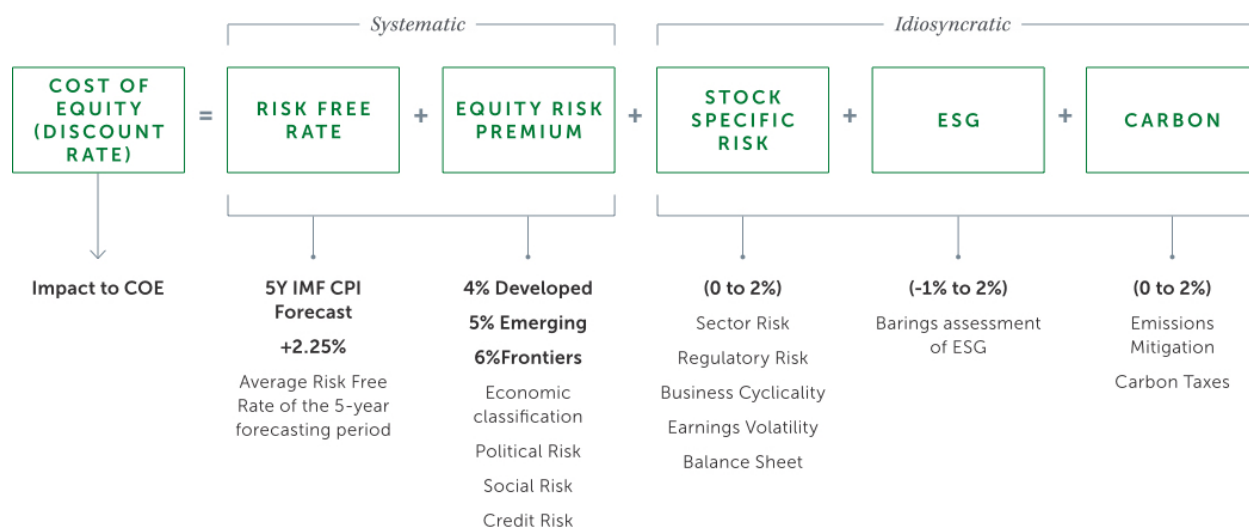 Systematic
Idiosyncratic
COST OF
EQUITY
(DISCOUNT
RATE)
=
RISK FREE
RATE
+
EQUITY RISK
PREMIUM
+
STOCK
SPECIFIC
RISK
+
ESG
+
CARBON
Impact to COE
5Y IMF CPI
Forecast
+2.25%
Average Risk Free
Rate of the 5-year
forecasting period
4% Developed
5% Emerging
6%Frontiers
Economic
classification
Political Risk
Social Risk
Credit Risk
(0 to 2%)
Sector Risk
Regulatory Risk
Business Cyclicality
Earnings Volatility
Balance Sheet
(-1% to 2%)
Barings assessment
of ESG
(0 to 2%)
Emissions
Mitigation
Carbon Taxes